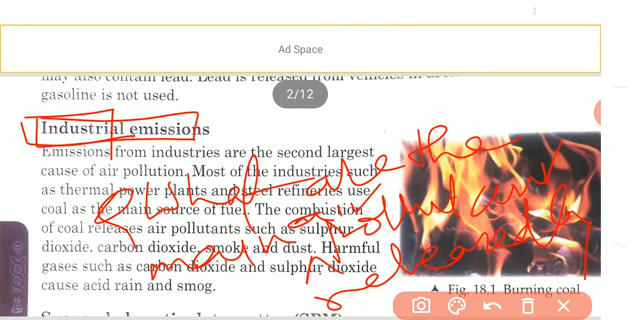 Ad Space
may also contain lead. Lead is released from vehicles in
gasoline is not used.
2/12
Industrial emissions
Emissions from industries are the second largest
cause of air pollution. Most of the industries such
as thermal power plants and steel refineries use
coal as the main source of fuel. The combustion
of coal releases air pollutants such as sulphur
dioxide, carbon dioxide, smoke and dust. Harmful
gases such as carbon dioxide and sulphur dioxide
cause acid rain and smog.
Fig. 18.1 Burning coal
What are the
main air pollutant
released by
(SPM)